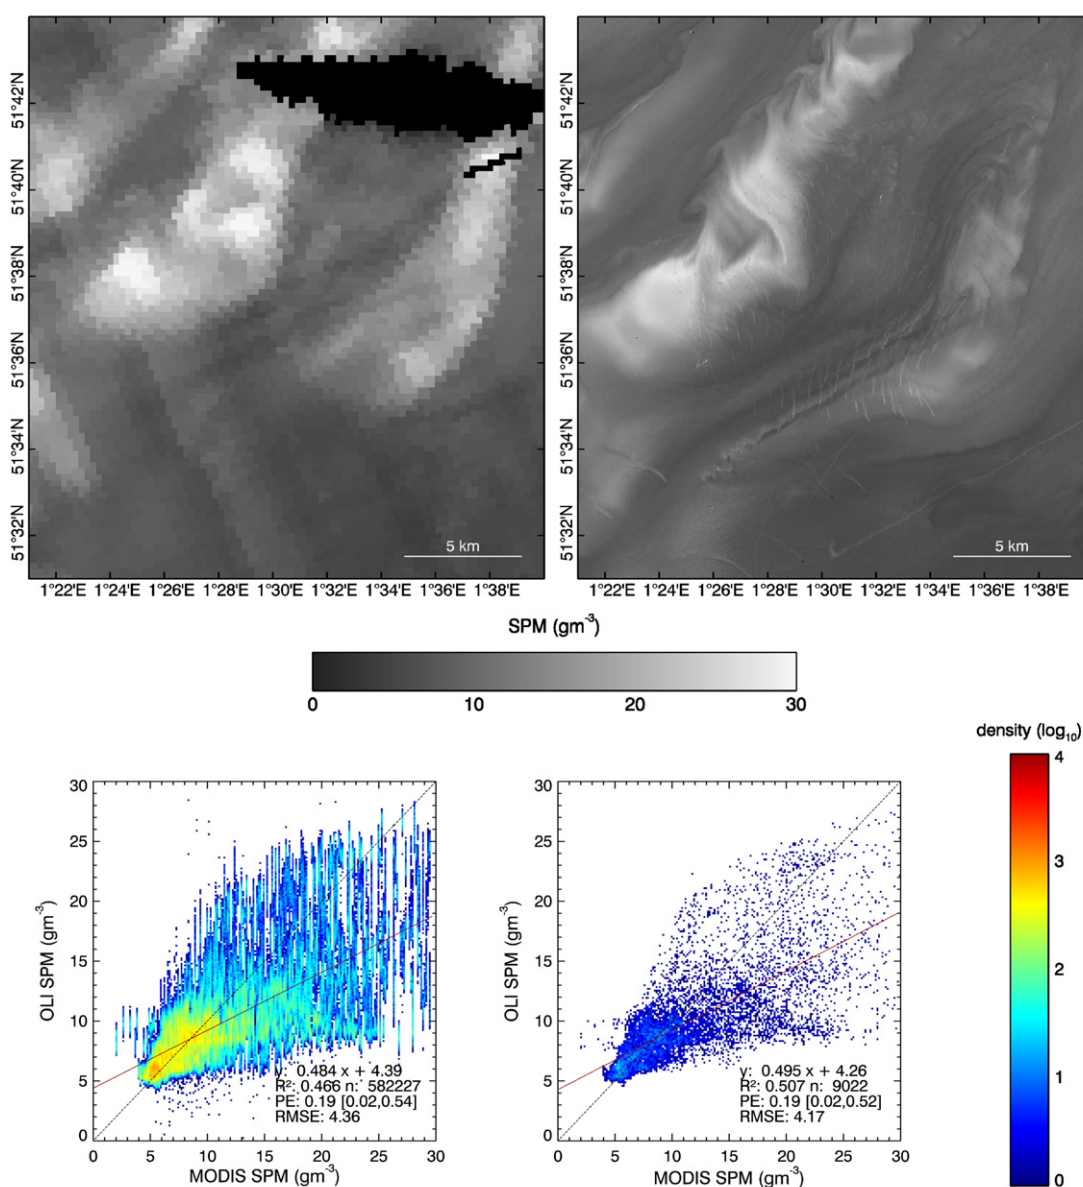 51°42'N
51°40'N
51°38'N
51°36'N
51°34'N
51°32'N
5 km
1°22'E 1°24'E 1°26'E 1°28'E 1°30'E 1°32'E 1°34'E 1°36'E 1°38'E
51°42'N
51°40'N
51°38'N
51°36'N
51°34'N
51°32'N
5 km
1°22'E 1°24'E 1°26'E 1°28'E 1°30'E 1°32'E 1°34'E 1°36'E 1°38'E
SPM (gm⁻³)
0 10 20 30
density (log₁₀)
4
3
2
1
0
30
25
20
15
10
5
0
OLI SPM (gm⁻³)
y: 0.484 x + 4.39
R²: 0.466 n: 582227
PE: 0.19 [0.02,0.54]
RMSE: 4.36
0 5 10 15 20 25 30
MODIS SPM (gm⁻³)
30
25
20
15
10
5
0
OLI SPM (gm⁻³)
y: 0.495 x + 4.26
R²: 0.507 n: 9022
PE: 0.19 [0.02,0.52]
RMSE: 4.17
0 5 10 15 20 25 30
MODIS SPM (gm⁻³)